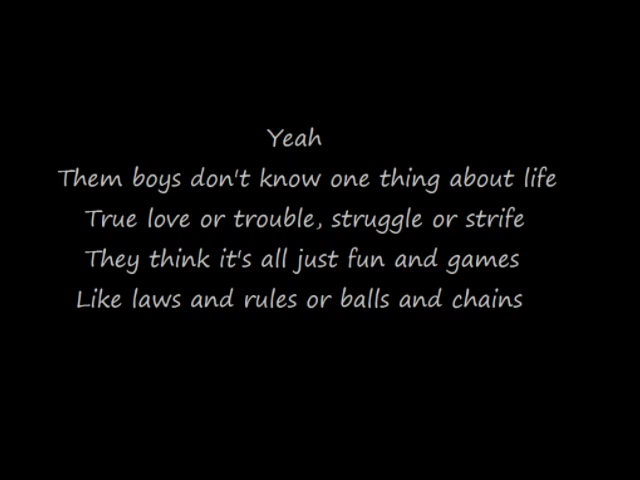 Yeah
Them boys don't know one thing about life
True love or trouble, struggle or strife
They think it's all just fun and games
Like laws and rules or balls and chains